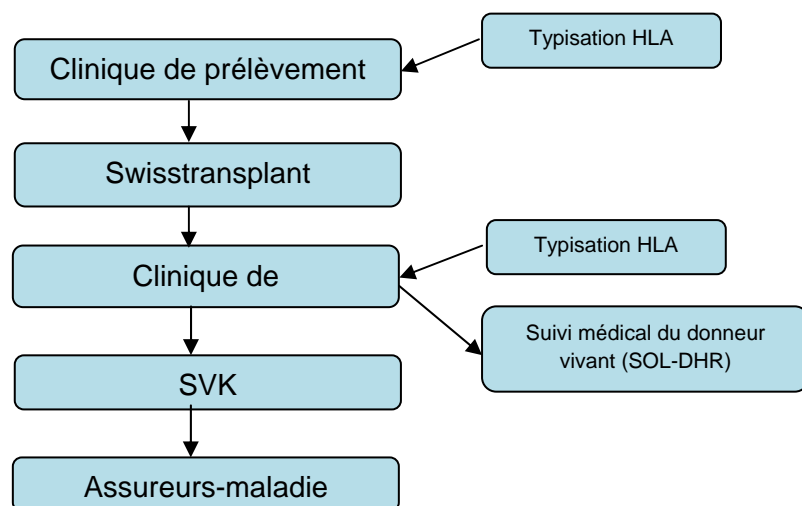 Typisation HLA
Clinique de prélèvement
Swisstransplant
Typisation HLA
Clinique de
Suivi médical du donneur
vivant (SOL-DHR)
SVK
Assureurs-maladie